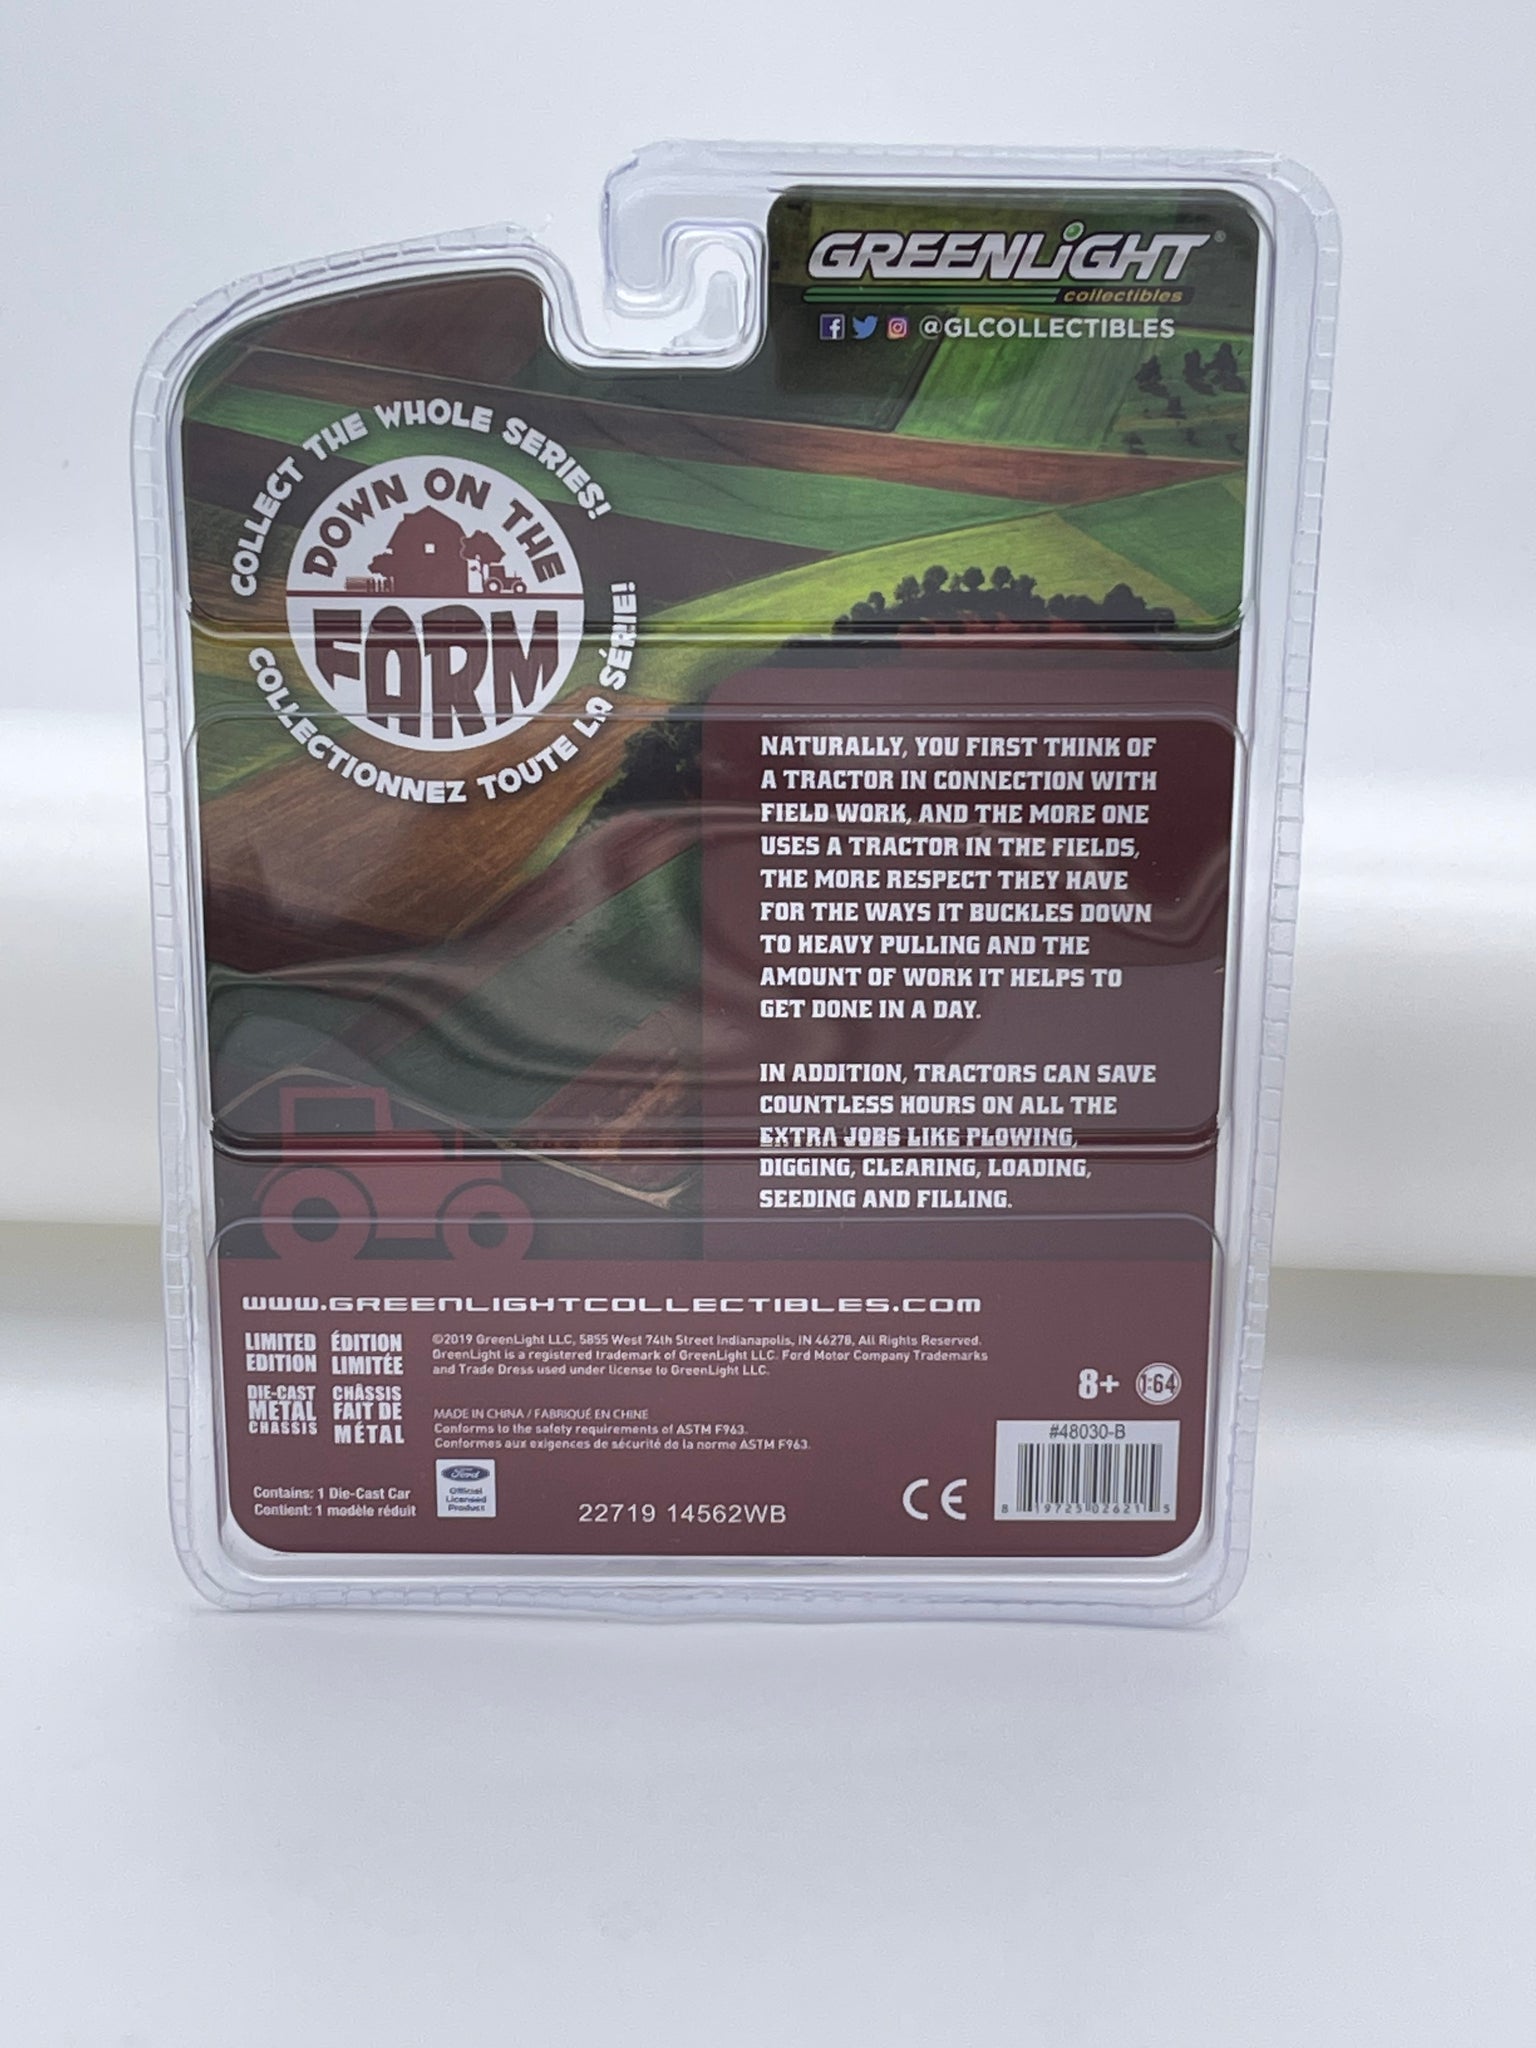 GREENLiGHT®
collectibles
@GLCOLLECTIBLES
COLLECT THE WHOLE SERIES!
DOWN ON THE
FARM
COLLECTIONNEZ TOUTE LA SÉRIE!
NATURALLY, YOU FIRST THINK OF
A TRACTOR IN CONNECTION WITH
FIELD WORK, AND THE MORE ONE
USES A TRACTOR IN THE FIELDS,
THE MORE RESPECT THEY HAVE
FOR THE WAYS IT BUCKLES DOWN
TO HEAVY PULLING AND THE
AMOUNT OF WORK IT HELPS TO
GET DONE IN A DAY.
IN ADDITION, TRACTORS CAN SAVE
COUNTLESS HOURS ON ALL THE
EXTRA JOBS LIKE PLOWING,
DIGGING, CLEARING, LOADING,
SEEDING AND FILLING.
WWW.GREENLIGHTCOLLECTIBLES.COM
LIMITED
EDITION
ÉDITION
LIMITÉE
DIE-CAST
METAL
CHASSIS
CHÂSSIS
FAIT DE
MÉTAL
©2019 GreenLight LLC, 5855 West 74th Street Indianapolis, IN 46278, All Rights Reserved.
GreenLight is a registered trademark of GreenLight LLC. Ford Motor Company Trademarks
and Trade Dress used under license to GreenLight LLC.
MADE IN CHINA / FABRIQUÉ EN CHINE
Conforms to the safety requirements of ASTM F963.
Conformes aux exigences de sécurité de la norme ASTM F963.
8+
1:64
#48030-B
8 19725 02621 5
Contains: 1 Die-Cast Car
Contient: 1 modèle réduit
Ford
Official
Licensed
Product
22719 14562WB
CE